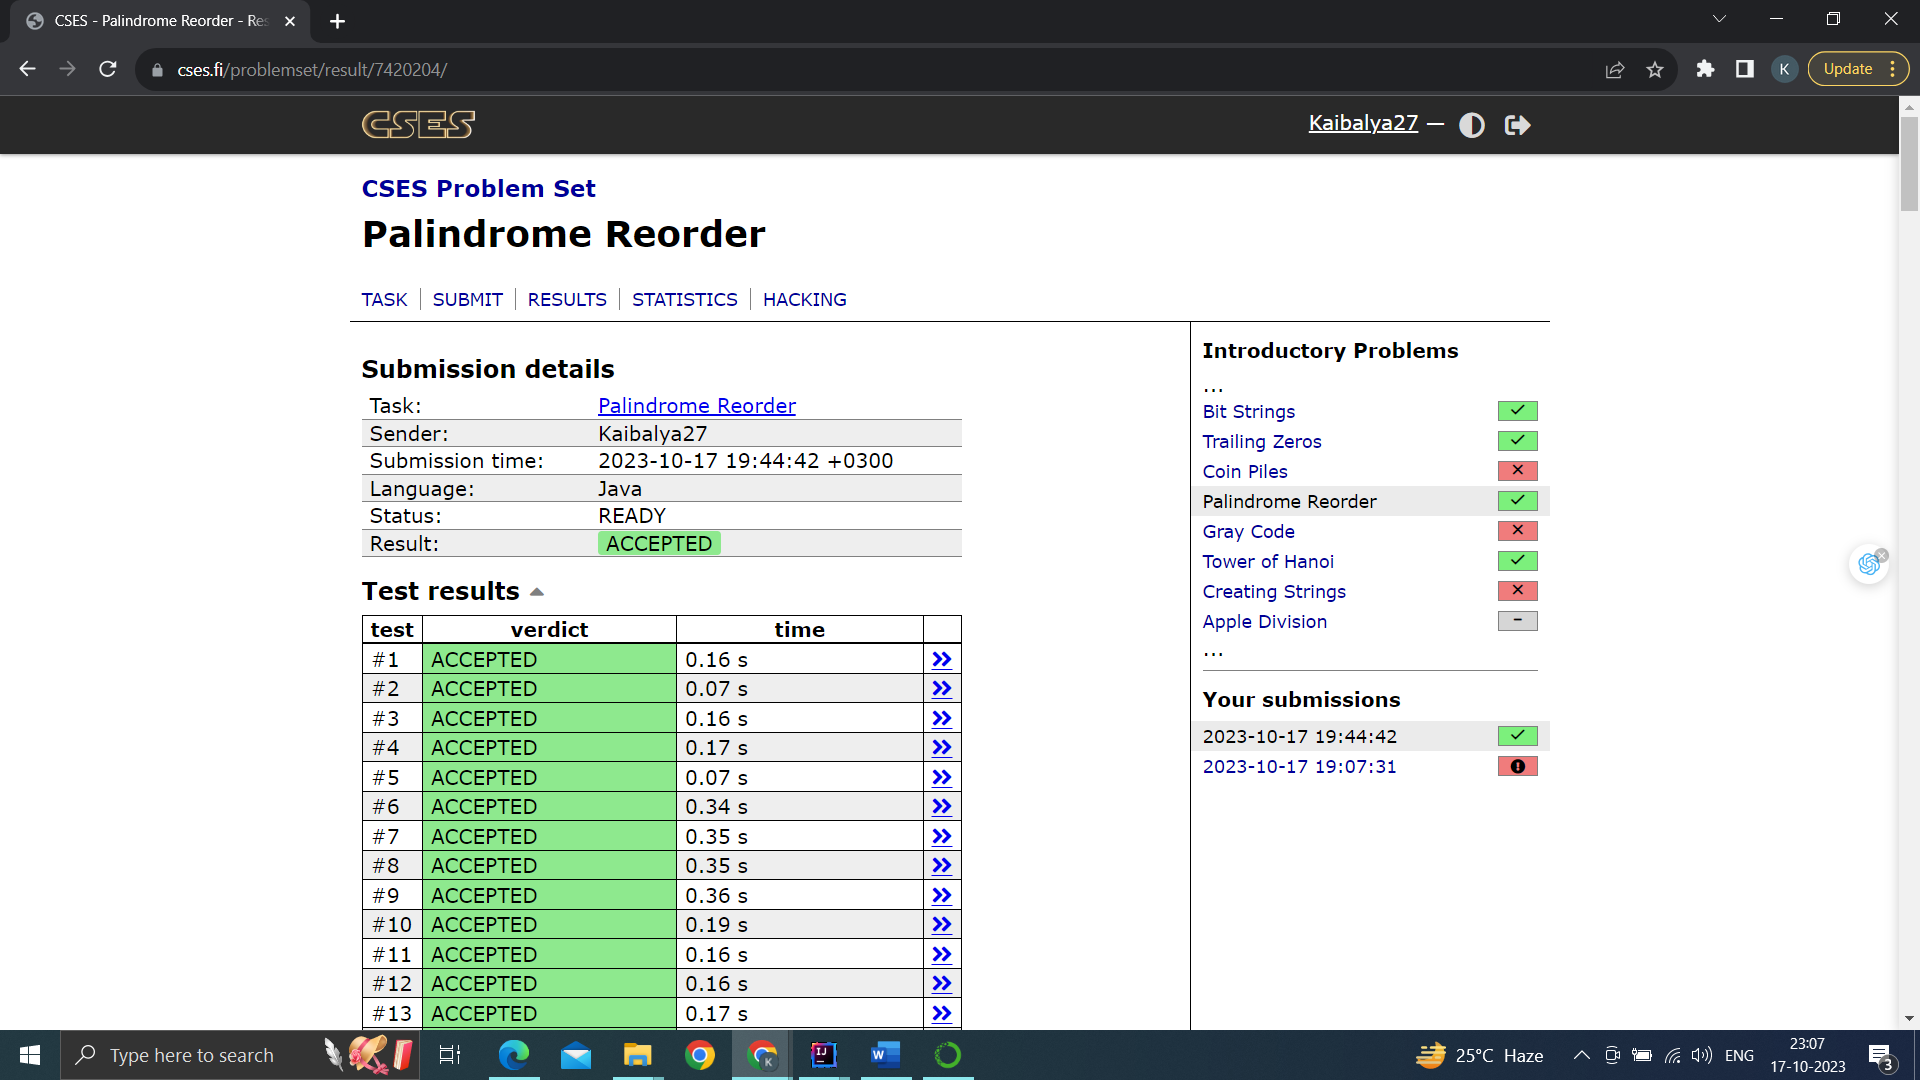 CSES - Palindrome Reorder - Res
cses.fi/problemset/result/7420204/
K
Update
CSES
Kaibalya27 —
CSES Problem Set
Palindrome Reorder
TASK SUBMIT RESULTS STATISTICS HACKING
Submission details
Task: Palindrome Reorder
Sender: Kaibalya27
Submission time: 2023-10-17 19:44:42 +0300
Language: Java
Status: READY
Result: ACCEPTED
Test results
test verdict time
#1 ACCEPTED 0.16 s
#2 ACCEPTED 0.07 s
#3 ACCEPTED 0.16 s
#4 ACCEPTED 0.17 s
#5 ACCEPTED 0.07 s
#6 ACCEPTED 0.34 s
#7 ACCEPTED 0.35 s
#8 ACCEPTED 0.35 s
#9 ACCEPTED 0.36 s
#10 ACCEPTED 0.19 s
#11 ACCEPTED 0.16 s
#12 ACCEPTED 0.16 s
#13 ACCEPTED 0.17 s
Introductory Problems
...
Bit Strings
Trailing Zeros
Coin Piles
Palindrome Reorder
Gray Code
Tower of Hanoi
Creating Strings
Apple Division
...
Your submissions
2023-10-17 19:44:42
2023-10-17 19:07:31
Type here to search
K
IJ
W
25°C Haze
ENG
23:07
17-10-2023
3